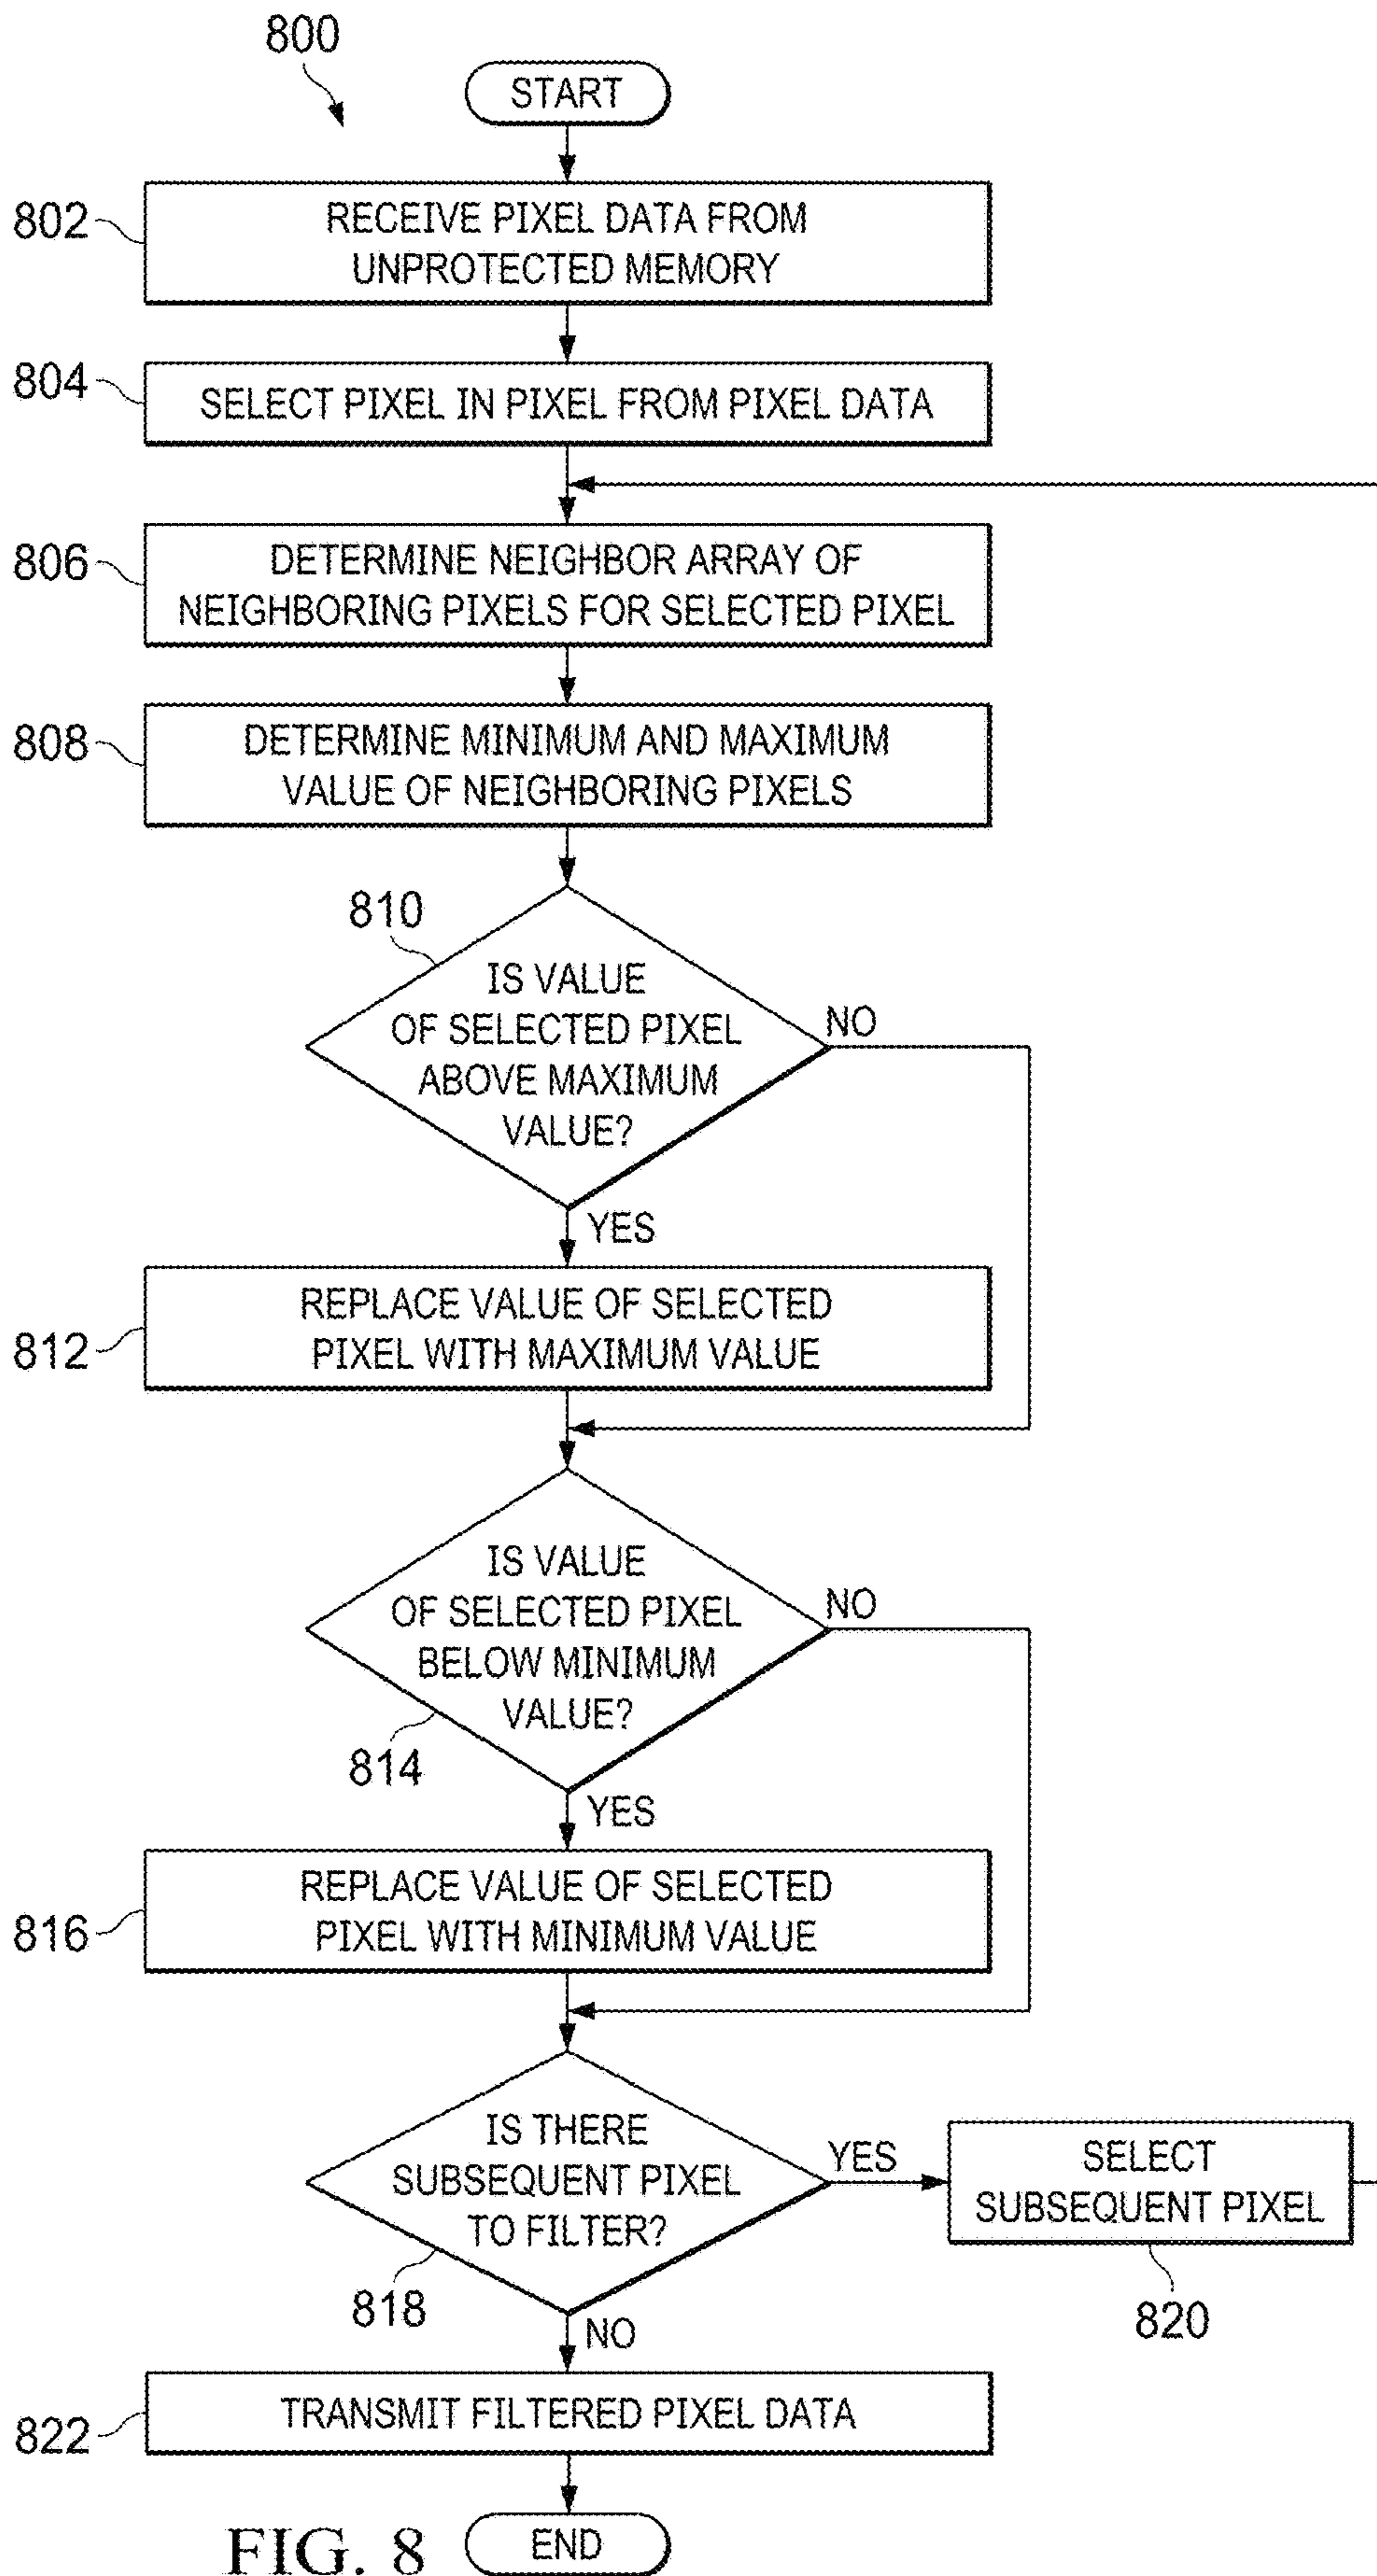 800
START
802
RECEIVE PIXEL DATA FROM
UNPROTECTED MEMORY
804
SELECT PIXEL IN PIXEL FROM PIXEL DATA
806
DETERMINE NEIGHBOR ARRAY OF
NEIGHBORING PIXELS FOR SELECTED PIXEL
808
DETERMINE MINIMUM AND MAXIMUM
VALUE OF NEIGHBORING PIXELS
810
IS VALUE
OF SELECTED PIXEL
ABOVE MAXIMUM
VALUE?
NO
YES
812
REPLACE VALUE OF SELECTED
PIXEL WITH MAXIMUM VALUE
IS VALUE
OF SELECTED PIXEL
BELOW MINIMUM
VALUE?
NO
814
YES
816
REPLACE VALUE OF SELECTED
PIXEL WITH MINIMUM VALUE
IS THERE
SUBSEQUENT PIXEL
TO FILTER?
YES
SELECT
SUBSEQUENT PIXEL
818
820
NO
822
TRANSMIT FILTERED PIXEL DATA
FIG. 8
END